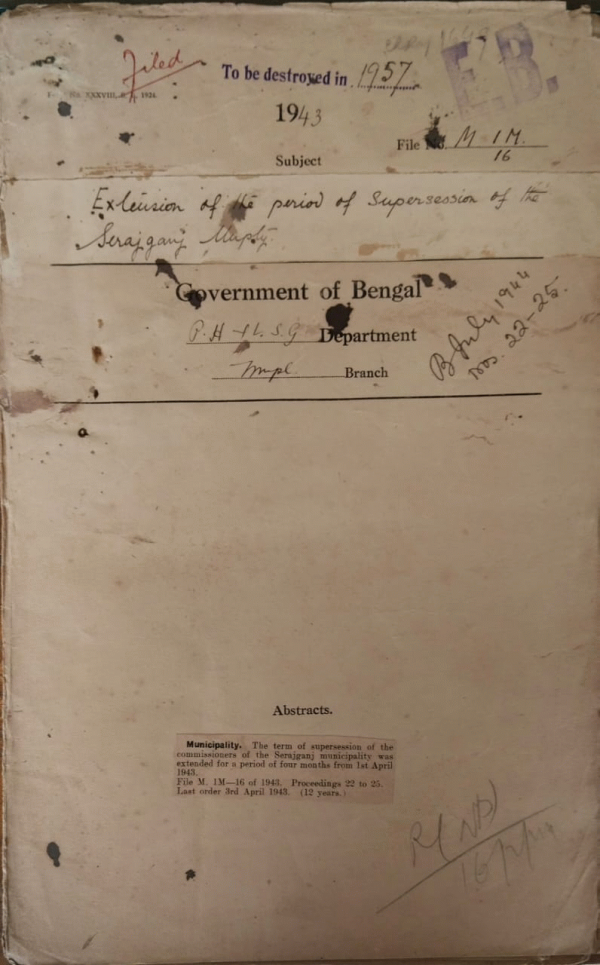 Filed
To be destroyed in 1957
E.B.
XXXVIII
1943
File No. M 1M/16
Subject
Extension of the period of Supersession of the
Serajganj Mupty.
Government of Bengal
P.H & L.S.G Department
Mupl. Branch
B July 1944
Nos. 22-25.
Abstracts.
Municipality. The term of supersession of the
commissioners of the Serajganj municipality was
extended for a period of four months from 1st April
1943.
File M. 1M—16 of 1943. Proceedings 22 to 25.
Last order 3rd April 1943. (12 years.)